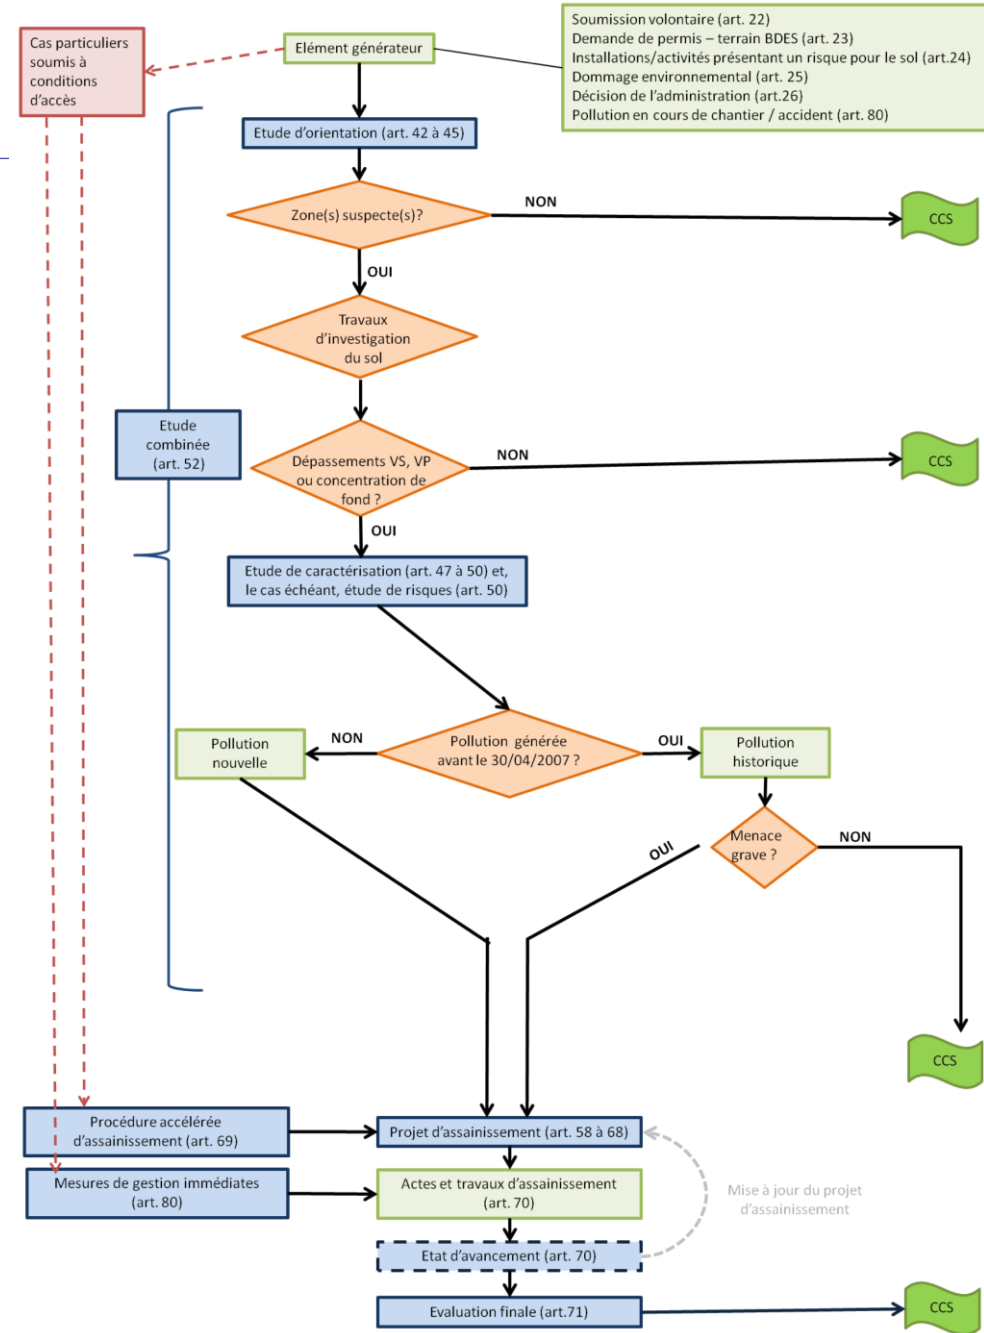 Soumission volontaire (art. 22)
Demande de permis – terrain BDES (art. 23)
Installations/activités présentant un risque pour le sol (art.24)
Dommage environnemental (art. 25)
Décision de l'administration (art.26)
Pollution en cours de chantier / accident (art. 80)
Cas particuliers
soumis à
conditions
d'accès
Elément générateur
Etude d'orientation (art. 42 à 45)
Zone(s) suspecte(s)?
NON
CCS
OUI
Travaux
d'investigation
du sol
Etude
combinée
(art. 52)
Dépassements VS, VP
ou concentration de
fond ?
NON
CCS
OUI
Etude de caractérisation (art. 47 à 50) et,
le cas échéant, étude de risques (art. 50)
Pollution générée
avant le 30/04/2007 ?
NON
Pollution
nouvelle
OUI
Pollution
historique
Menace
grave ?
OUI
NON
CCS
Procédure accélérée
d'assainissement (art. 69)
Projet d'assainissement (art. 58 à 68)
Mesures de gestion immédiates
(art. 80)
Actes et travaux d'assainissement
(art. 70)
Mise à jour du projet
d'assainissement
Etat d'avancement (art. 70)
Evaluation finale (art.71)
CCS